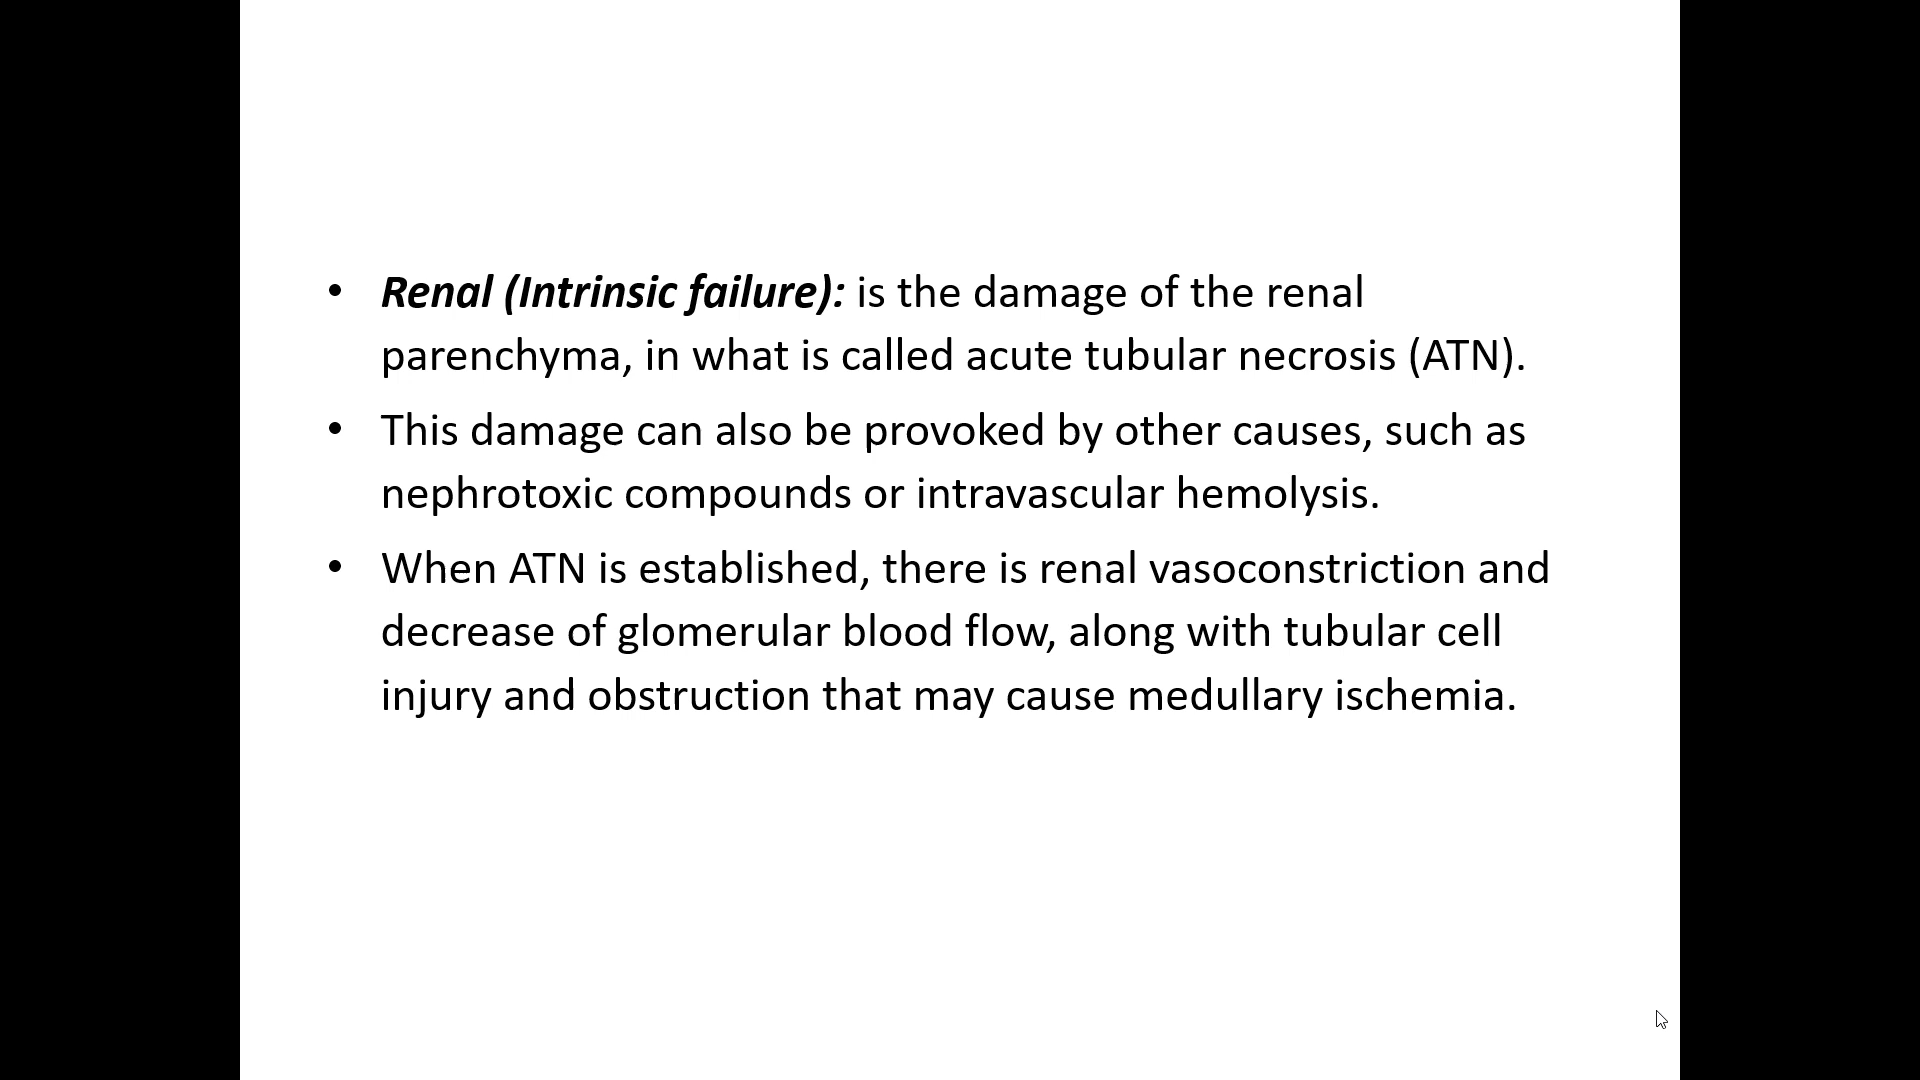 • Renal (Intrinsic failure): is the damage of the renal
parenchyma, in what is called acute tubular necrosis (ATN).
• This damage can also be provoked by other causes, such as
nephrotoxic compounds or intravascular hemolysis.
• When ATN is established, there is renal vasoconstriction and
decrease of glomerular blood flow, along with tubular cell
injury and obstruction that may cause medullary ischemia.